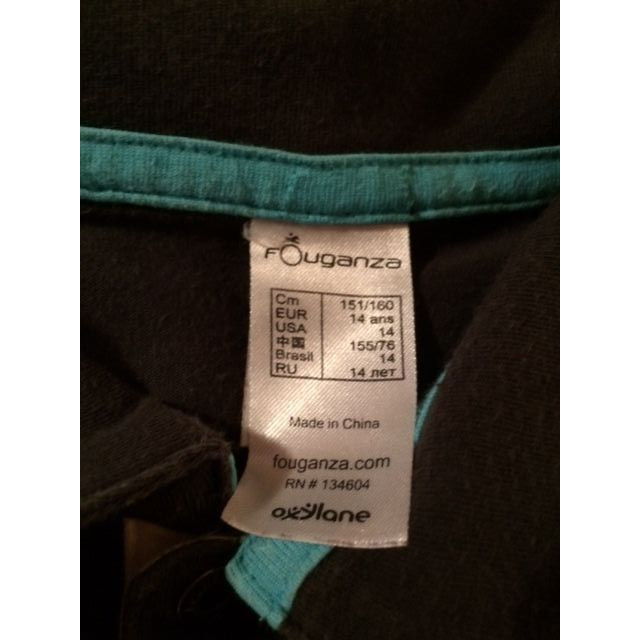 fouganza
Cm 151/160
EUR 14 ans
USA 14
中国 155/76
Brasil 14
RU 14 лет
Made in China
fouganza.com
RN # 134604
oxylane